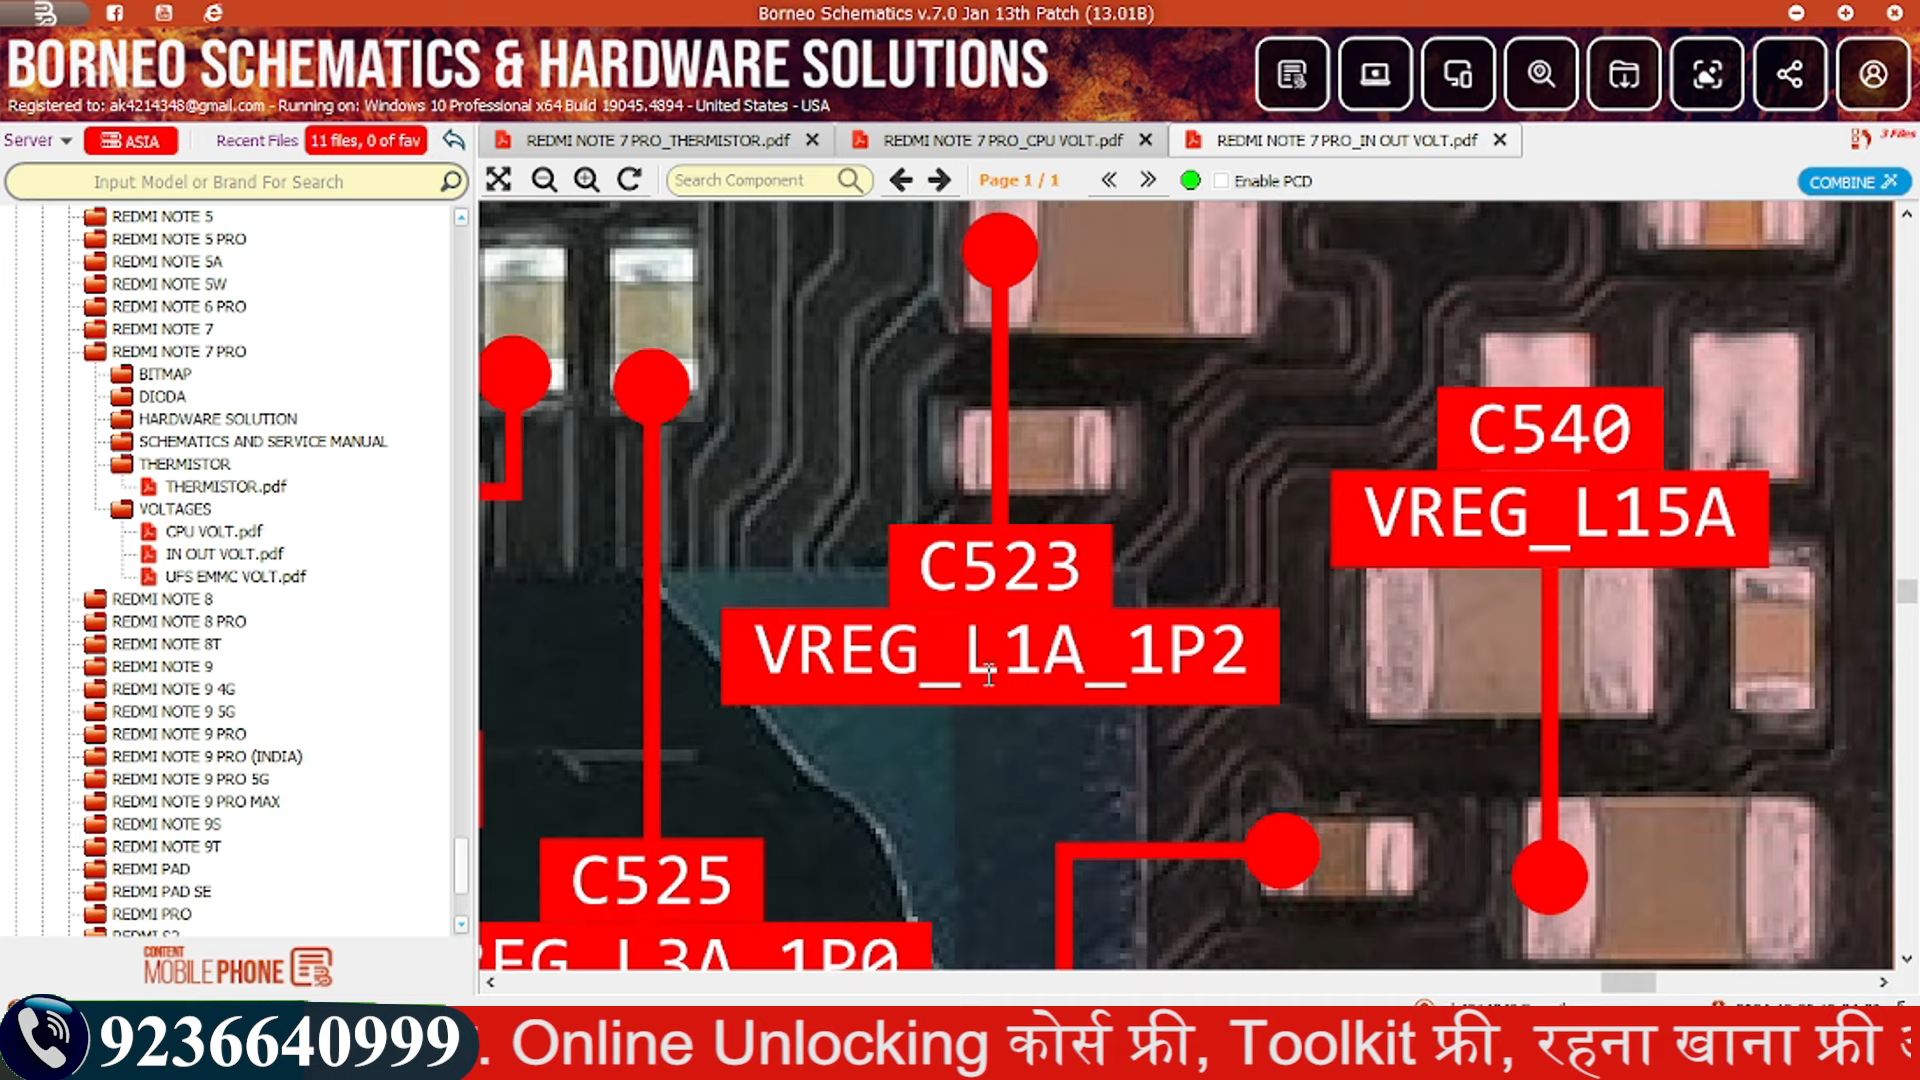 Borneo Schematics v.7.0 Jan 13th Patch (13.01B)
BORNEO SCHEMATICS & HARDWARE SOLUTIONS
Registered to: ak4214348@gmail.com - Running on: Windows 10 Professional x64 Build 19045.4894 - United States - USA
Server ASIA Recent Files 11 files, 0 of fav
REDMI NOTE 7 PRO_THERMISTOR.pdf REDMI NOTE 7 PRO_CPU VOLT.pdf REDMI NOTE 7 PRO_IN OUT VOLT.pdf 3 Files
Input Model or Brand For Search
Search Component Page 1 / 1 Enable PCD COMBINE
REDMI NOTE 5
REDMI NOTE 5 PRO
REDMI NOTE 5A
REDMI NOTE 5W
REDMI NOTE 6 PRO
REDMI NOTE 7
REDMI NOTE 7 PRO
BITMAP
DIODA
HARDWARE SOLUTION
SCHEMATICS AND SERVICE MANUAL
THERMISTOR
THERMISTOR.pdf
VOLTAGES
CPU VOLT.pdf
IN OUT VOLT.pdf
UFS EMMC VOLT.pdf
REDMI NOTE 8
REDMI NOTE 8 PRO
REDMI NOTE 8T
REDMI NOTE 9
REDMI NOTE 9 4G
REDMI NOTE 9 5G
REDMI NOTE 9 PRO
REDMI NOTE 9 PRO (INDIA)
REDMI NOTE 9 PRO 5G
REDMI NOTE 9 PRO MAX
REDMI NOTE 9S
REDMI NOTE 9T
REDMI PAD
REDMI PAD SE
REDMI PRO
CONTENT
MOBILEPHONE
C540
VREG_L15A
C523
VREG_L1A_1P2
C525
EG_L3A_1P0
9236640999
. Online Unlocking कोर्स फ्री, Toolkit फ्री, रहना खाना फ्री